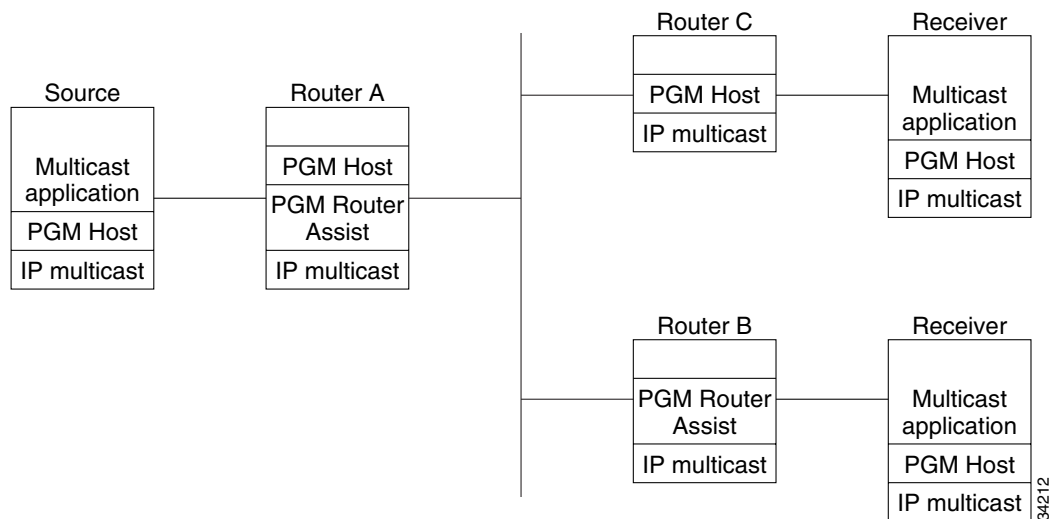 Source
Multicast
application
PGM Host
IP multicast
Router A
PGM Host
PGM Router
Assist
IP multicast
Router C
PGM Host
IP multicast
Receiver
Multicast
application
PGM Host
IP multicast
Router B
PGM Router
Assist
IP multicast
Receiver
Multicast
application
PGM Host
IP multicast
34212